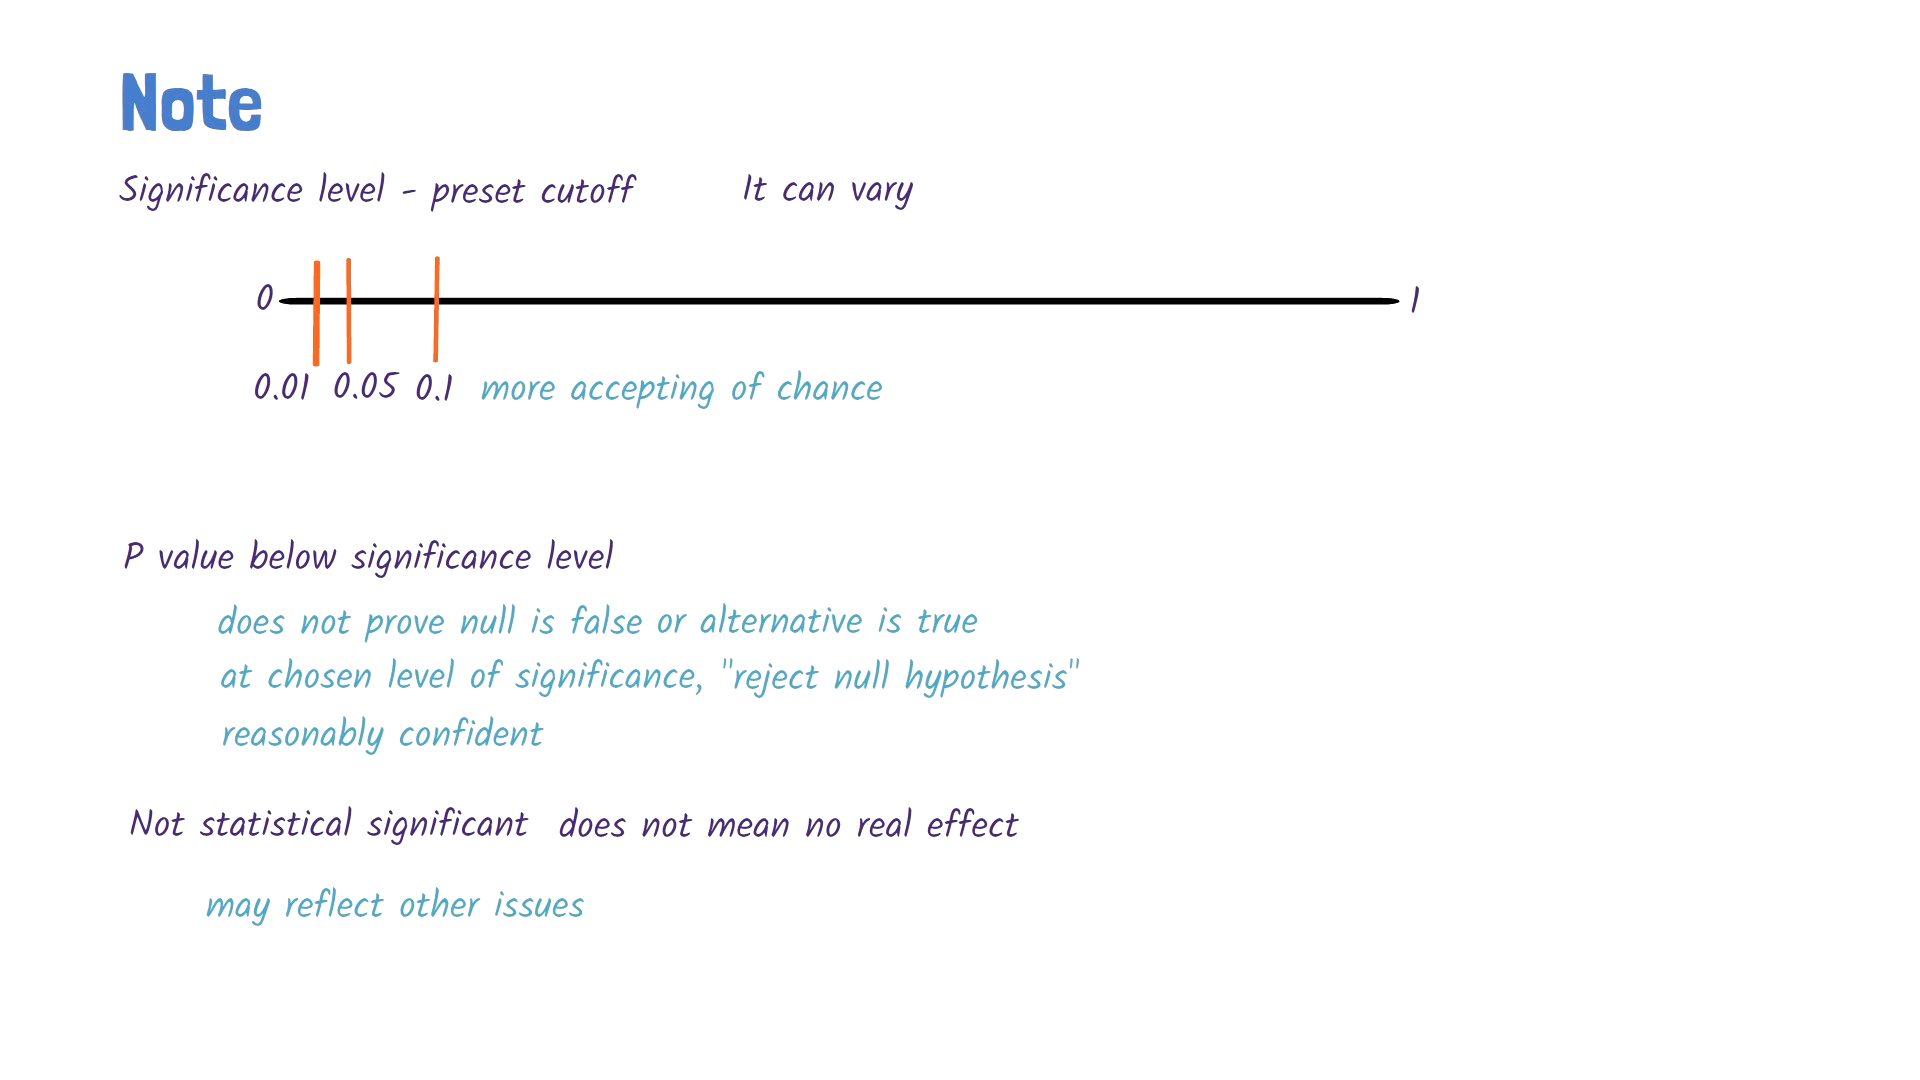 Note
Significance level - preset cutoff It can vary
0 1
0.01 0.05 0.1 more accepting of chance
P value below significance level
does not prove null is false or alternative is true
at chosen level of significance, "reject null hypothesis"
reasonably confident
Not statistical significant does not mean no real effect
may reflect other issues